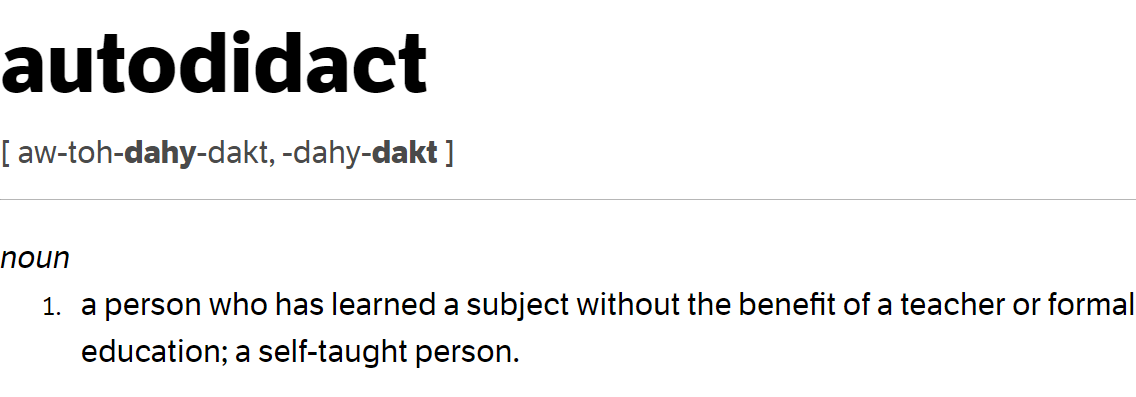 autodidact
[ aw-toh-dahy-dakt, -dahy-dakt ]
noun
1. a person who has learned a subject without the benefit of a teacher or formal
education; a self-taught person.